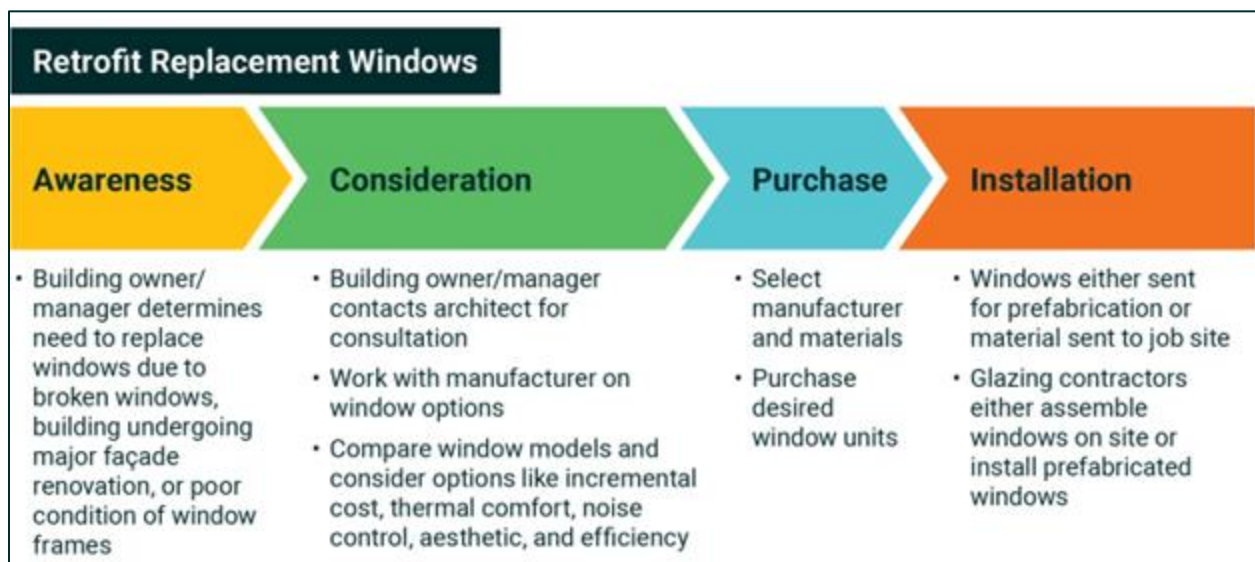 Retrofit Replacement Windows
Awareness
Consideration
Purchase
Installation
• Building owner/
manager determines
need to replace
windows due to
broken windows,
building undergoing
major façade
renovation, or poor
condition of window
frames
• Building owner/manager
contacts architect for
consultation
• Work with manufacturer on
window options
• Compare window models and
consider options like incremental
cost, thermal comfort, noise
control, aesthetic, and efficiency
• Select
manufacturer
and materials
• Purchase
desired
window units
• Windows either sent
for prefabrication or
material sent to job site
• Glazing contractors
either assemble
windows on site or
install prefabricated
windows